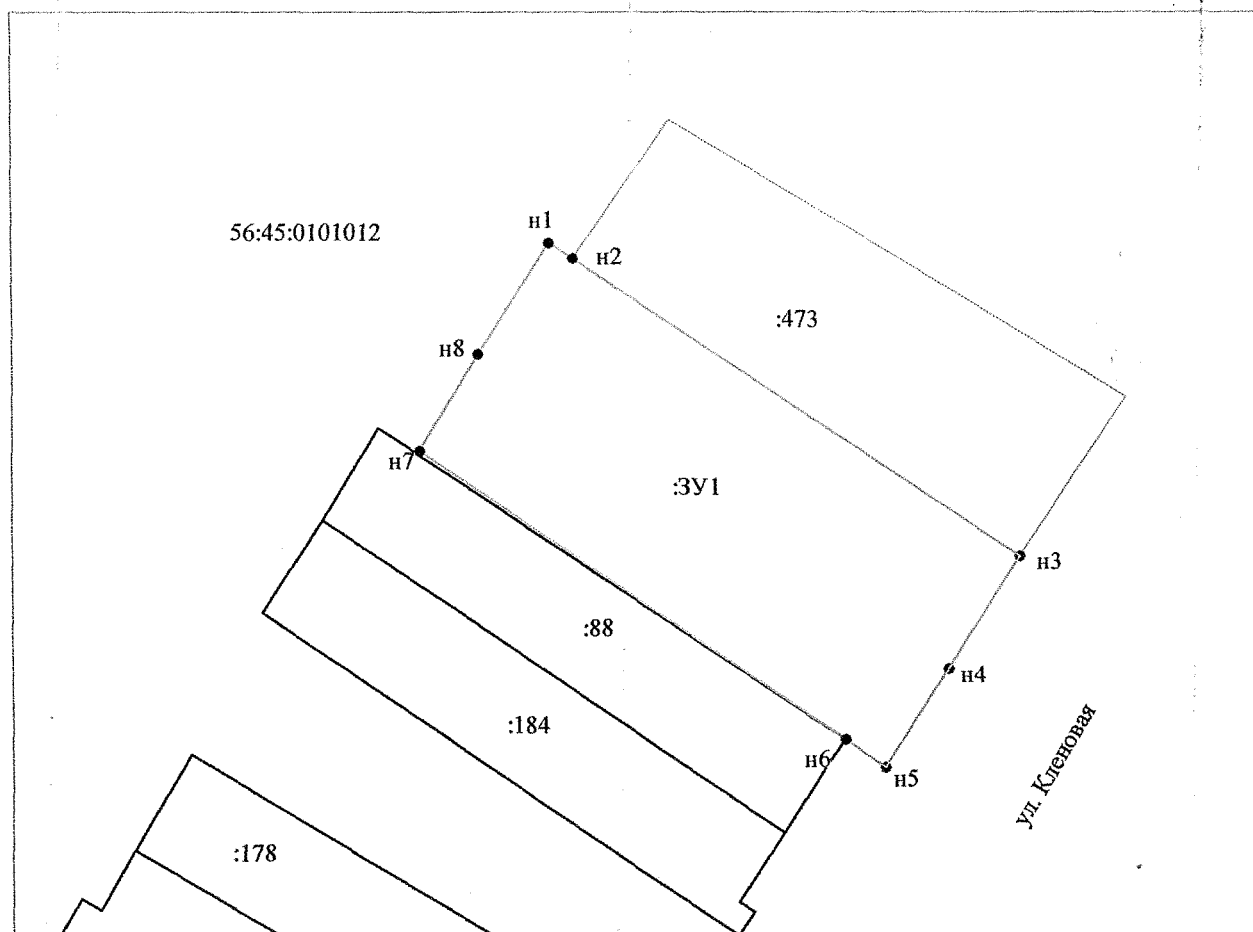 н1
56:45:0101012
н2
:473
н8
н7
:ЗУ1
н3
:88
н4
:184
н6
н5
ул. Кленовая
:178